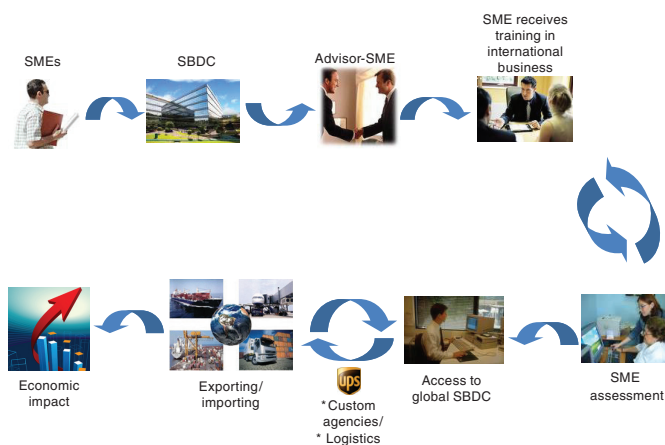 SMEs
SBDC
Advisor-SME
SME receives
training in
international
business
Economic
impact
Exporting/
importing
ups
* Custom
agencies/
* Logistics
Access to
global SBDC
SME
assessment